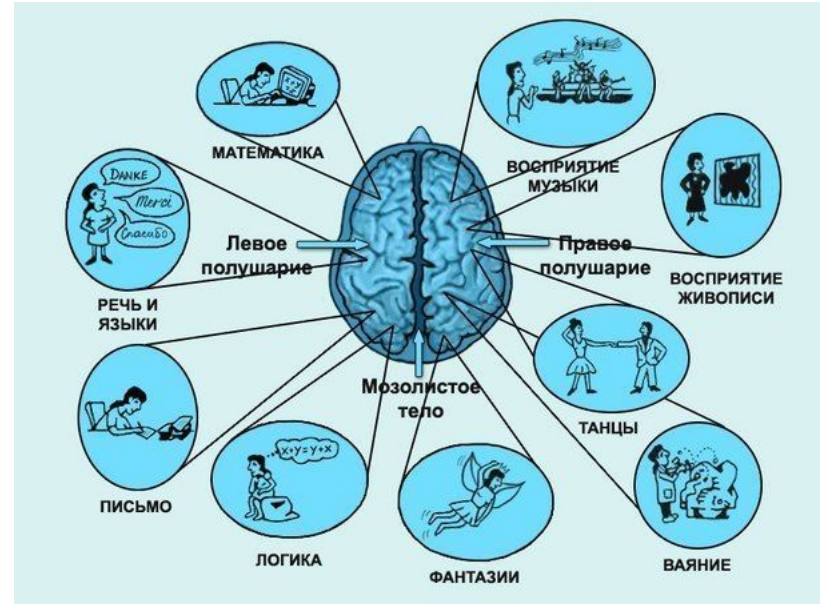 МАТЕМАТИКА
ВОСПРИЯТИЕ
МУЗЫКИ
DANKE
Merci
Спасибо
РЕЧЬ И
ЯЗЫКИ
Левое
полушарие
Правое
полушарие
ВОСПРИЯТИЕ
ЖИВОПИСИ
Мозолистое
тело
ТАНЦЫ
ПИСЬМО
x+y=y+x
ЛОГИКА
ФАНТАЗИИ
ВАЯНИЕ